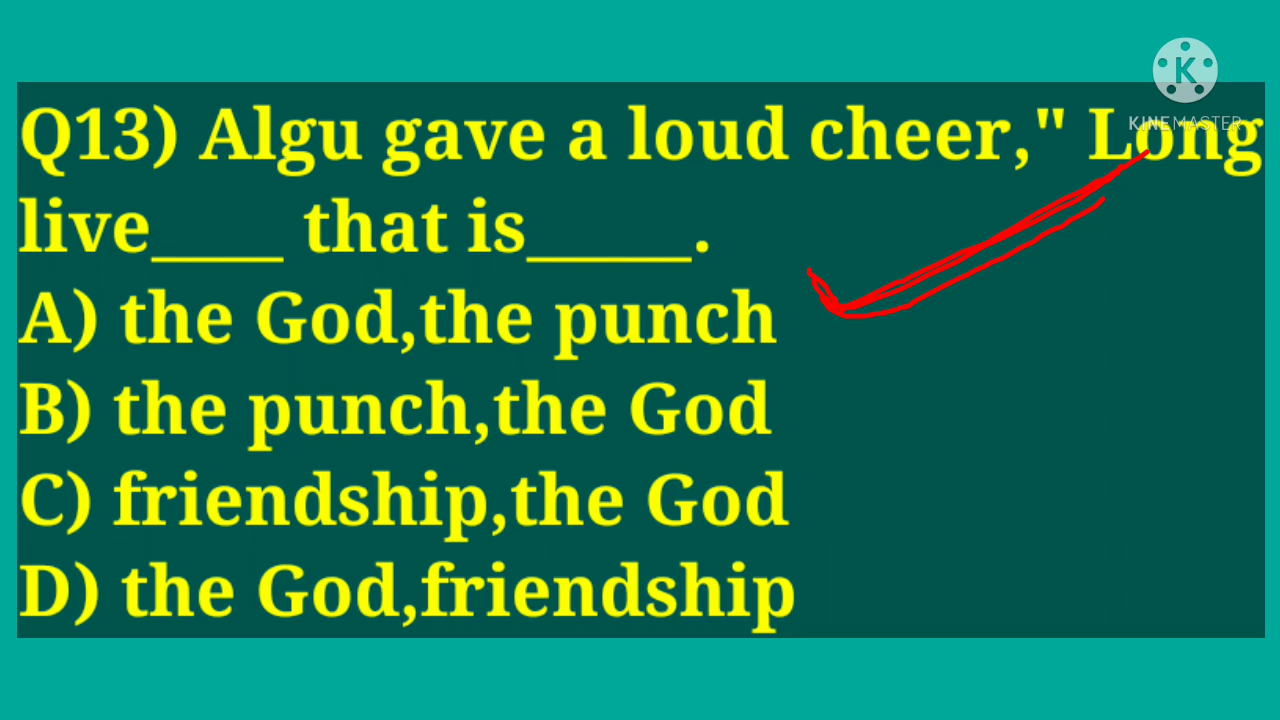 K
KINEMASTER
Q13) Algu gave a loud cheer," Long
live____ that is_____.
A) the God,the punch
B) the punch,the God
C) friendship,the God
D) the God,friendship